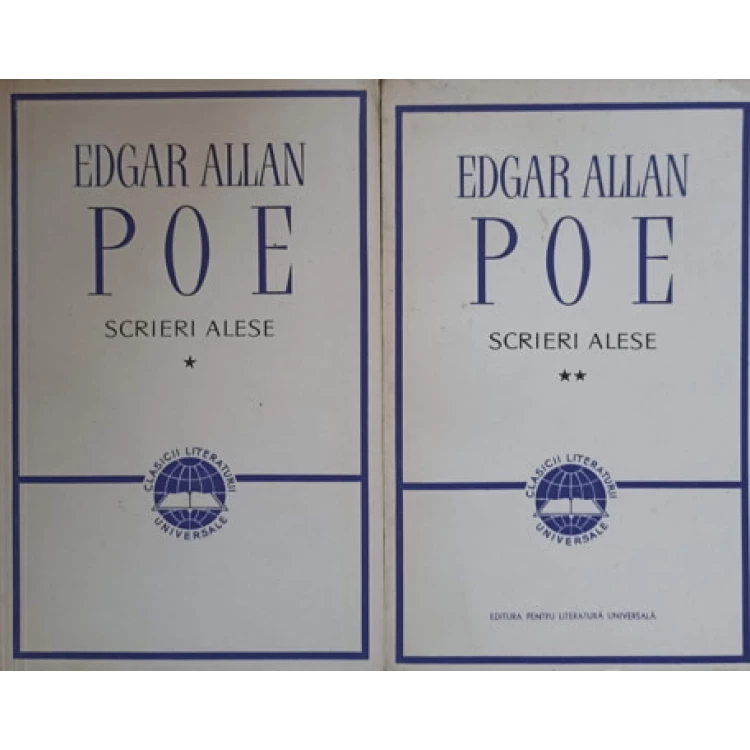 EDGAR ALLAN
POE
SCRIERI ALESE
★
CLASICII LITERATURII
UNIVERSALE
EDGAR ALLAN
POE
SCRIERI ALESE
★★
CLASICII LITERATURII
UNIVERSALE
EDITURA PENTRU LITERATURĂ UNIVERSALĂ